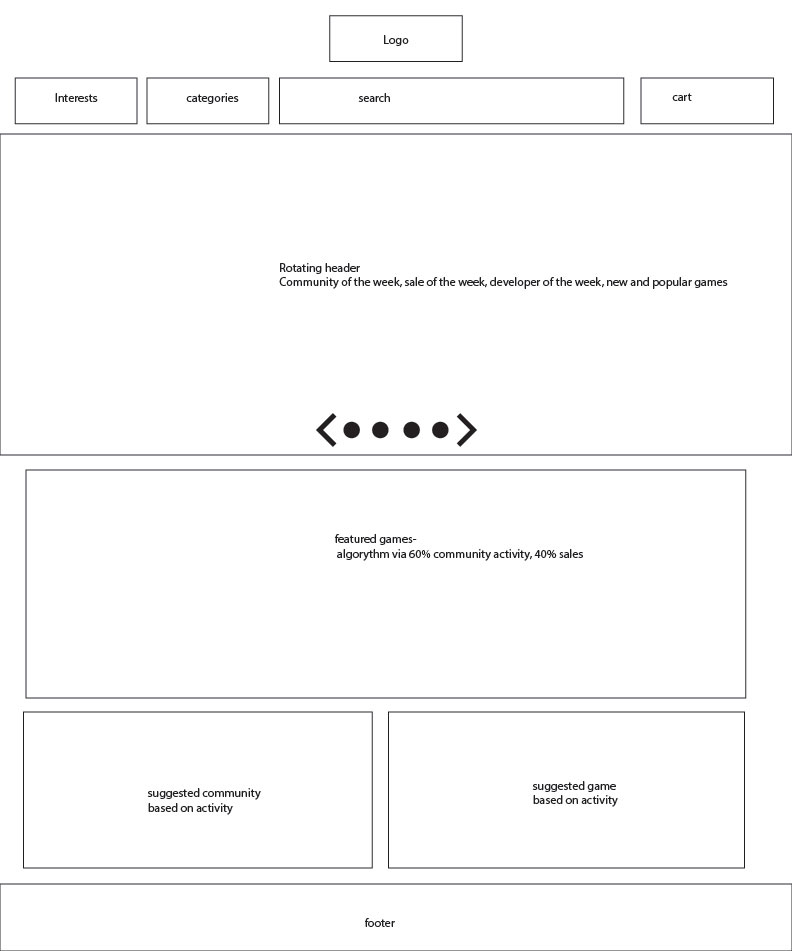 Logo
Interests
categories
search
cart
Rotating header
Community of the week, sale of the week, developer of the week, new and popular games
featured games-
algorythm via 60% community activity, 40% sales
suggested community
based on activity
suggested game
based on activity
footer